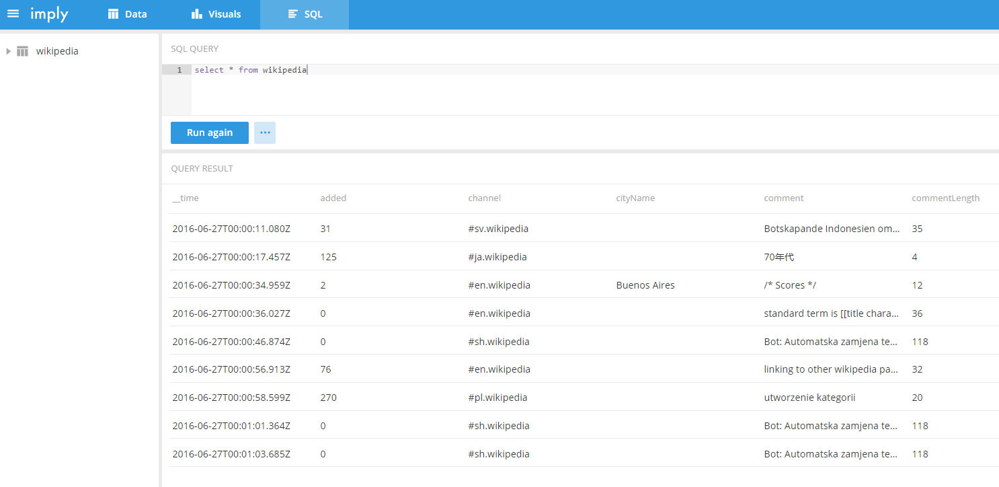 imply Data Visuals SQL
wikipedia
SQL QUERY
1 select * from wikipedia
Run again ...
QUERY RESULT
__time added channel cityName comment commentLength
2016-06-27T00:00:11.080Z 31 #sv.wikipedia Botskapande Indonesien om... 35
2016-06-27T00:00:17.457Z 125 #ja.wikipedia 70年代 4
2016-06-27T00:00:34.959Z 2 #en.wikipedia Buenos Aires /* Scores */ 12
2016-06-27T00:00:36.027Z 0 #en.wikipedia standard term is [[title chara... 36
2016-06-27T00:00:46.874Z 0 #sh.wikipedia Bot: Automatska zamjena te... 118
2016-06-27T00:00:56.913Z 76 #en.wikipedia linking to other wikipedia pa... 32
2016-06-27T00:00:58.599Z 270 #pl.wikipedia utworzenie kategorii 20
2016-06-27T00:01:01.364Z 0 #sh.wikipedia Bot: Automatska zamjena te... 118
2016-06-27T00:01:03.685Z 0 #sh.wikipedia Bot: Automatska zamjena te... 118